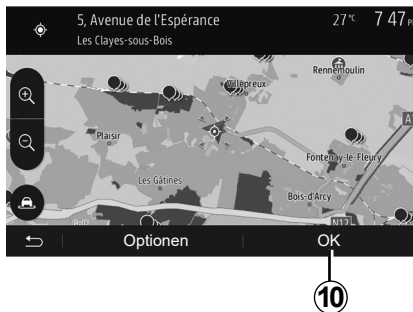 5, Avenue de l'Espérance
27 °C
7 47
Les Clayes-sous-Bois
Rennemoulin
Villepreux
Plaisir
Fontenay-le-Fleury
Les Gâtines
Bois-d'Arcy
N12
Optionen
OK
10